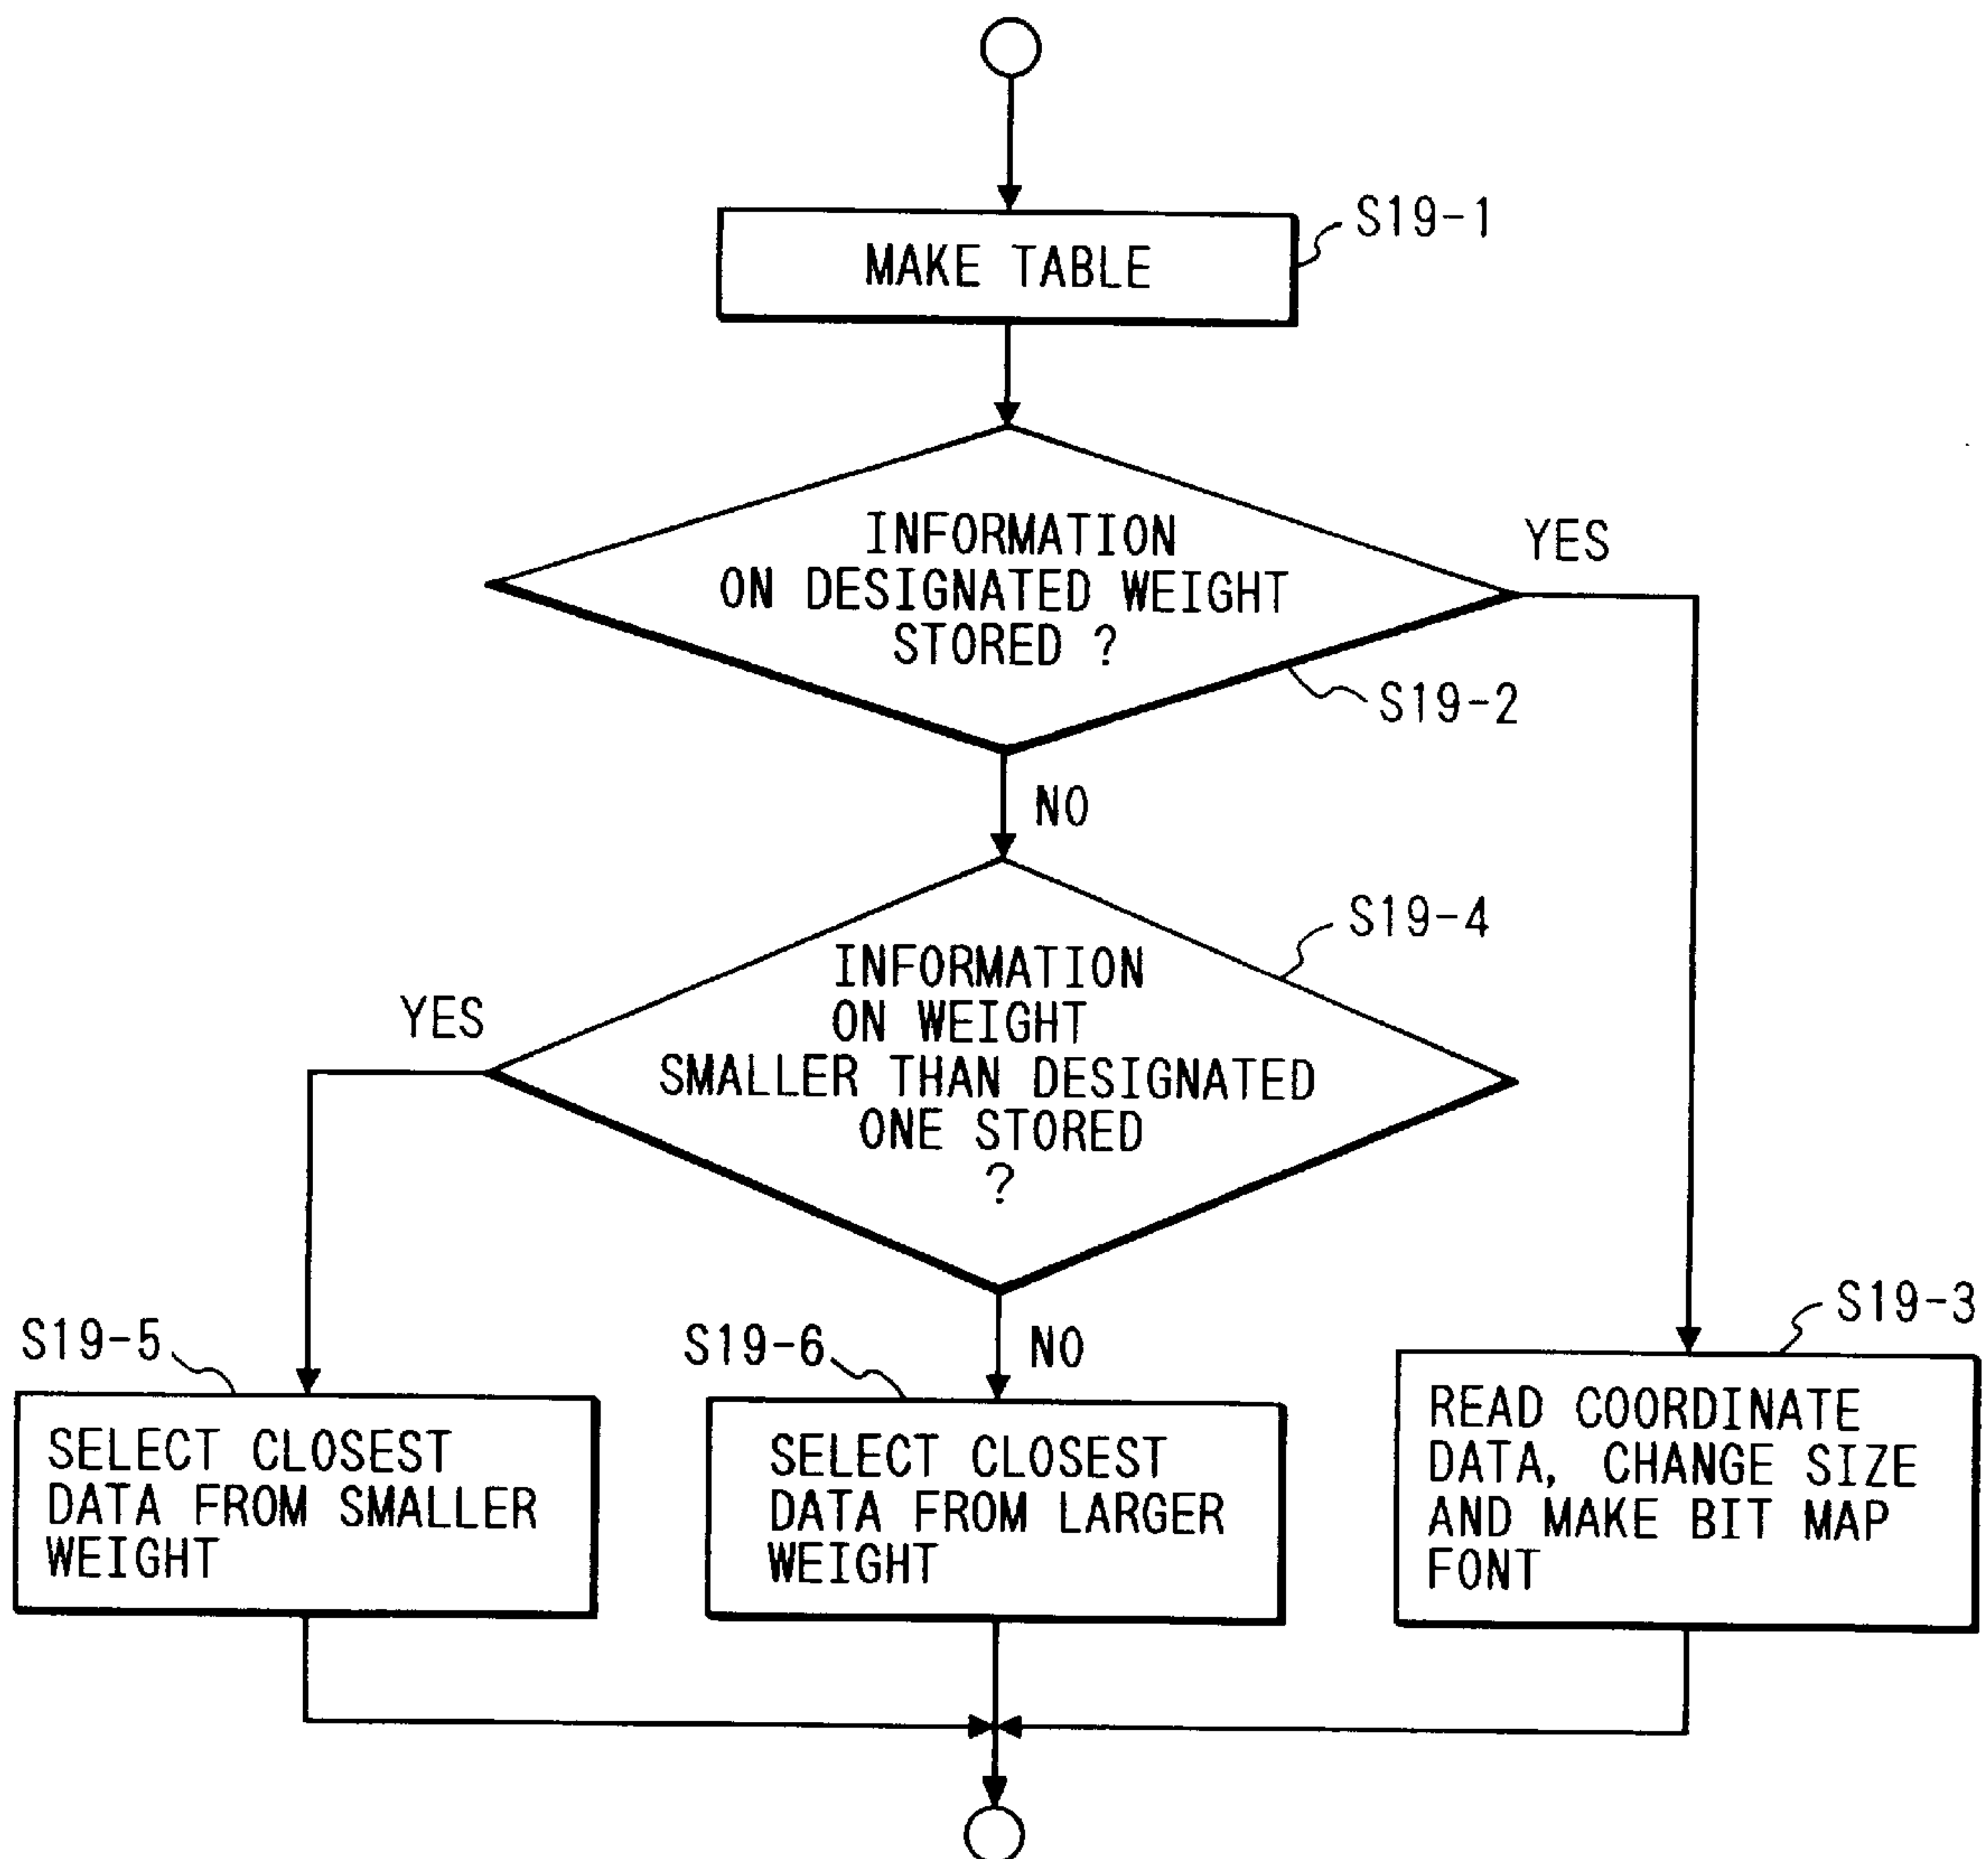 S19-1
MAKE TABLE
INFORMATION
ON DESIGNATED WEIGHT
STORED ?
YES
S19-2
NO
S19-4
INFORMATION
ON WEIGHT
SMALLER THAN DESIGNATED
ONE STORED
?
YES
NO
S19-5
SELECT CLOSEST
DATA FROM SMALLER
WEIGHT
S19-6
SELECT CLOSEST
DATA FROM LARGER
WEIGHT
S19-3
READ COORDINATE
DATA, CHANGE SIZE
AND MAKE BIT MAP
FONT